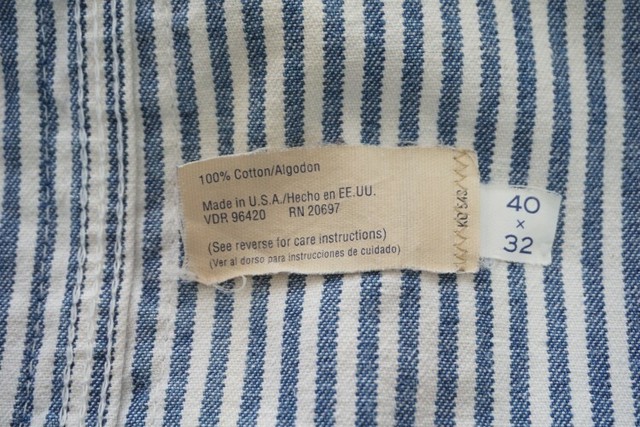 100% Cotton/Algodon
Made in U.S.A./Hecho en EE.UU.
VDR 96420 RN 20697
(See reverse for care instructions)
(Ver al dorso para instrucciones de cuidado)
40
x
32